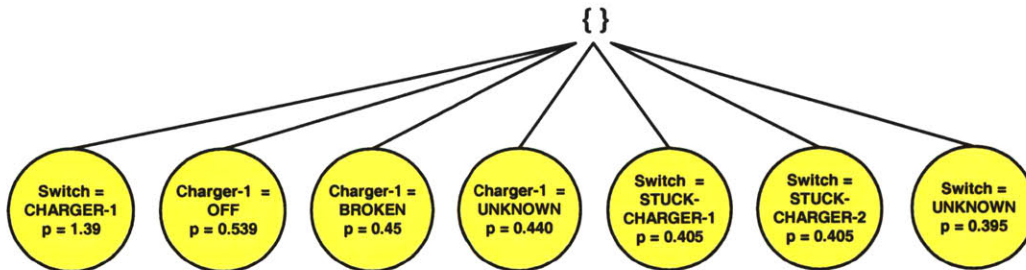 { }
Switch =
CHARGER-1
p = 1.39
Charger-1 =
OFF
p = 0.539
Charger-1 =
BROKEN
p = 0.45
Charger-1 =
UNKNOWN
p = 0.440
Switch =
STUCK-
CHARGER-1
p = 0.405
Switch =
STUCK-
CHARGER-2
p = 0.405
Switch =
UNKNOWN
p = 0.395